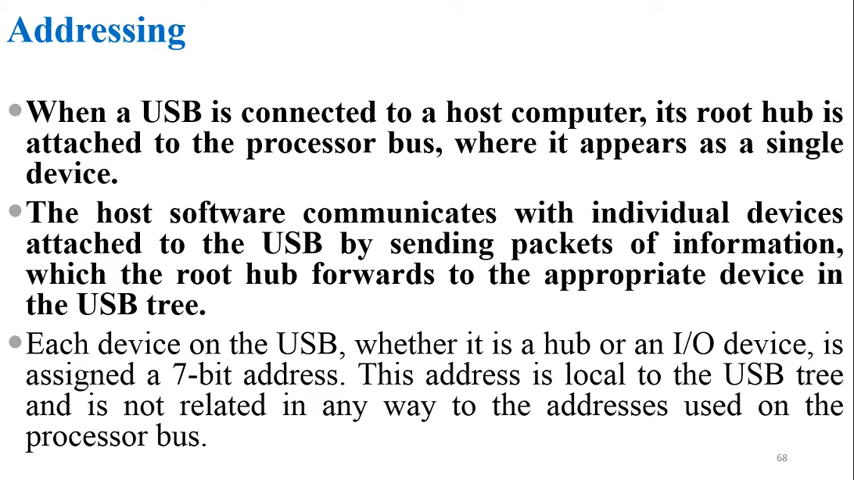 Addressing
•When a USB is connected to a host computer, its root hub is
attached to the processor bus, where it appears as a single
device.
•The host software communicates with individual devices
attached to the USB by sending packets of information,
which the root hub forwards to the appropriate device in
the USB tree.
•Each device on the USB, whether it is a hub or an I/O device, is
assigned a 7-bit address. This address is local to the USB tree
and is not related in any way to the addresses used on the
processor bus.
68